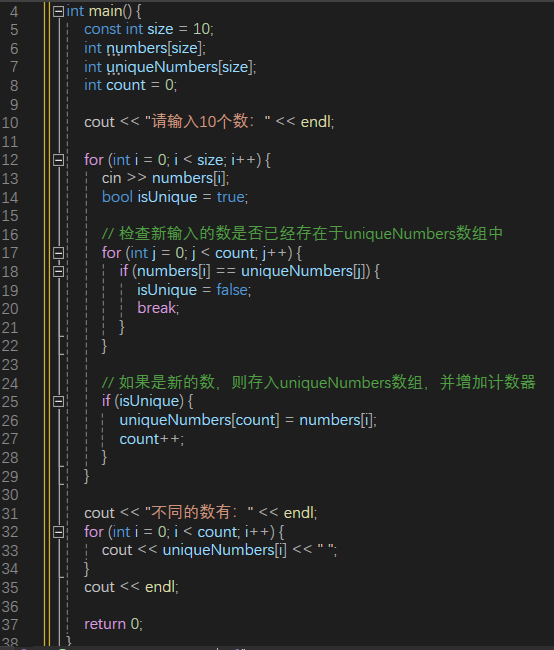 4 int main() {
5 const int size = 10;
6 int numbers[size];
7 int uniqueNumbers[size];
8 int count = 0;
9
10 cout << "请输入10个数：" << endl;
11
12 for (int i = 0; i < size; i++) {
13 cin >> numbers[i];
14 bool isUnique = true;
15
16 // 检查新输入的数是否已经存在于uniqueNumbers数组中
17 for (int j = 0; j < count; j++) {
18 if (numbers[i] == uniqueNumbers[j]) {
19 isUnique = false;
20 break;
21 }
22 }
23
24 // 如果是新的数，则存入uniqueNumbers数组，并增加计数器
25 if (isUnique) {
26 uniqueNumbers[count] = numbers[i];
27 count++;
28 }
29 }
30
31 cout << "不同的数有：" << endl;
32 for (int i = 0; i < count; i++) {
33 cout << uniqueNumbers[i] << " ";
34 }
35 cout << endl;
36
37 return 0;
38 }